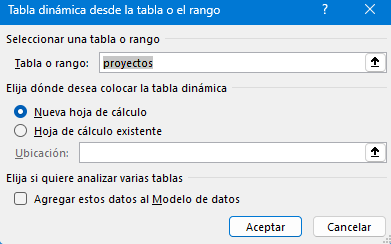 Tabla dinámica desde la tabla o el rango
Seleccionar una tabla o rango
Tabla o rango: proyectos
Elija dónde desea colocar la tabla dinámica
Nueva hoja de cálculo
Hoja de cálculo existente
Ubicación:
Elija si quiere analizar varias tablas
Agregar estos datos al Modelo de datos
Aceptar Cancelar